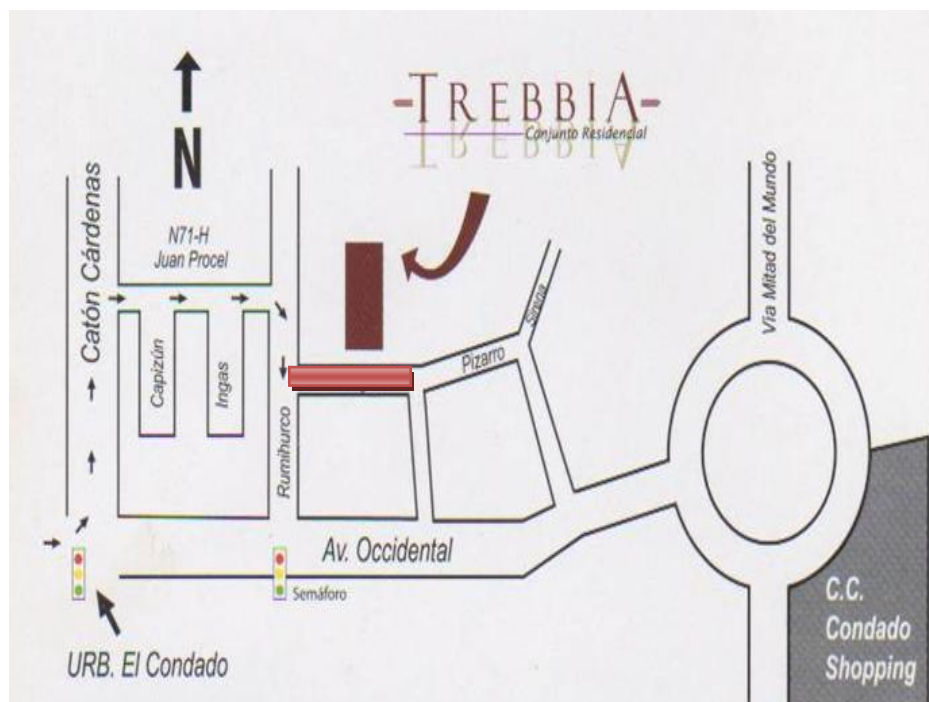 TREBBIA
Conjunto Residencial
N
Catón Cárdenas
N71-H
Juan Procel
Capizún
Ingas
Rumihurco
Pizarro
Sirena
Via Mitad del Mundo
Av. Occidental
Semáforo
URB. El Condado
C.C.
Condado
Shopping